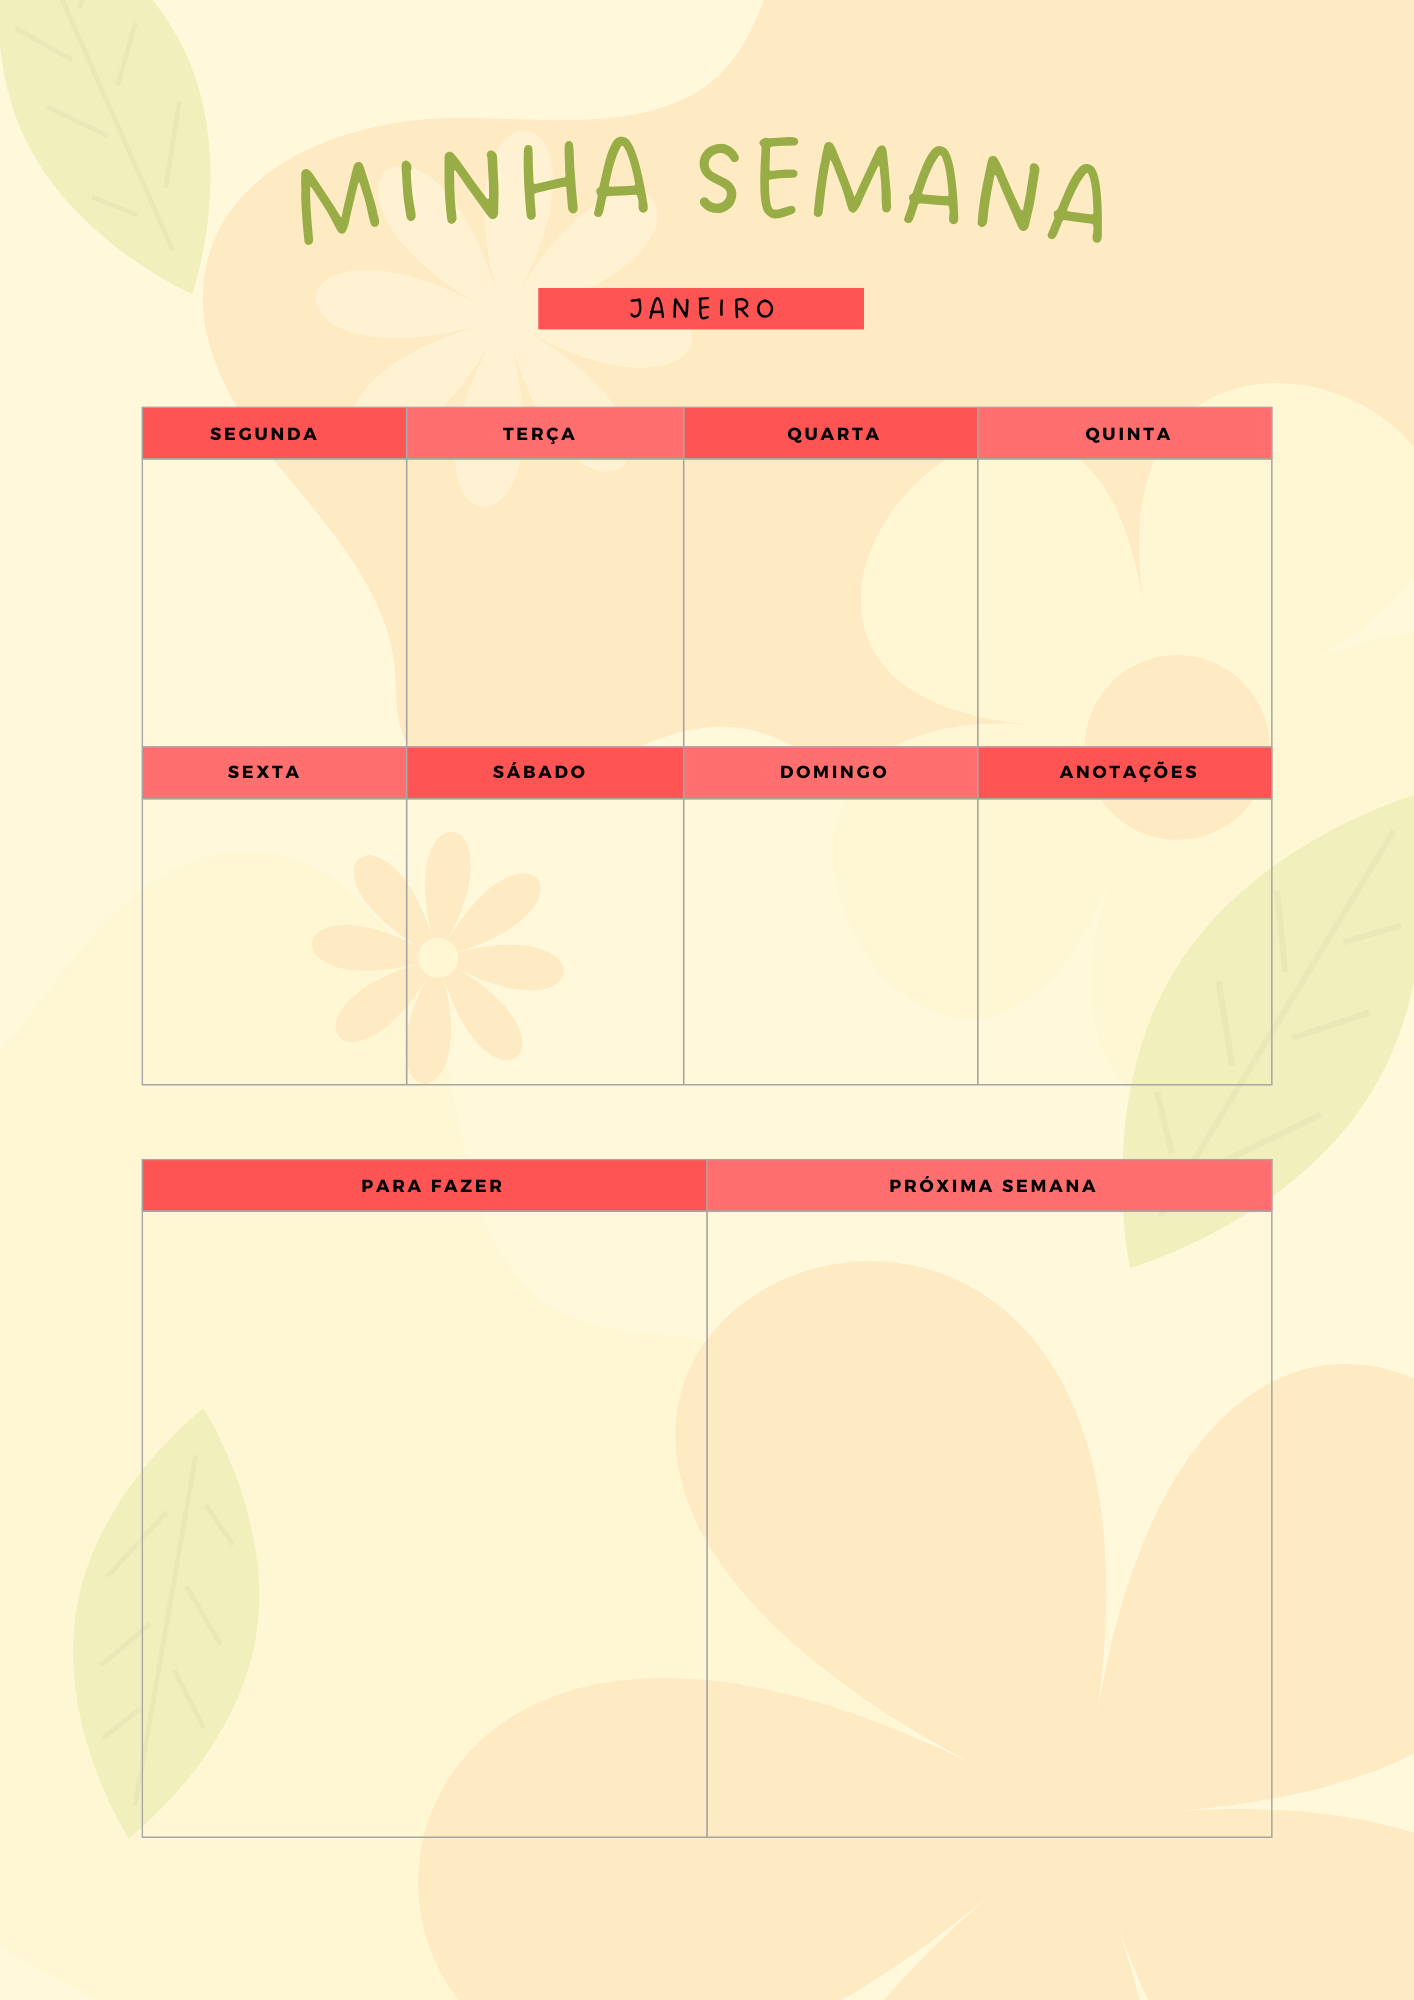 MINHA SEMANA
JANEIRO
SEGUNDA TERÇA QUARTA QUINTA
SEXTA SÁBADO DOMINGO ANOTAÇÕES
PARA FAZER PRÓXIMA SEMANA